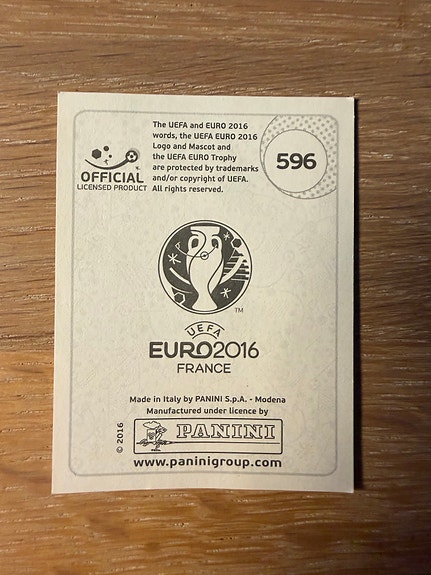 The UEFA and EURO 2016
words, the UEFA EURO 2016
Logo and Mascot and
the UEFA EURO Trophy
are protected by trademarks
and/or copyright of UEFA.
All rights reserved.
OFFICIAL
LICENSED PRODUCT
596
TM
UEFA
EURO2016
FRANCE
Made in Italy by PANINI S.p.A. - Modena
Manufactured under licence by
© 2016
PANINI
www.paninigroup.com